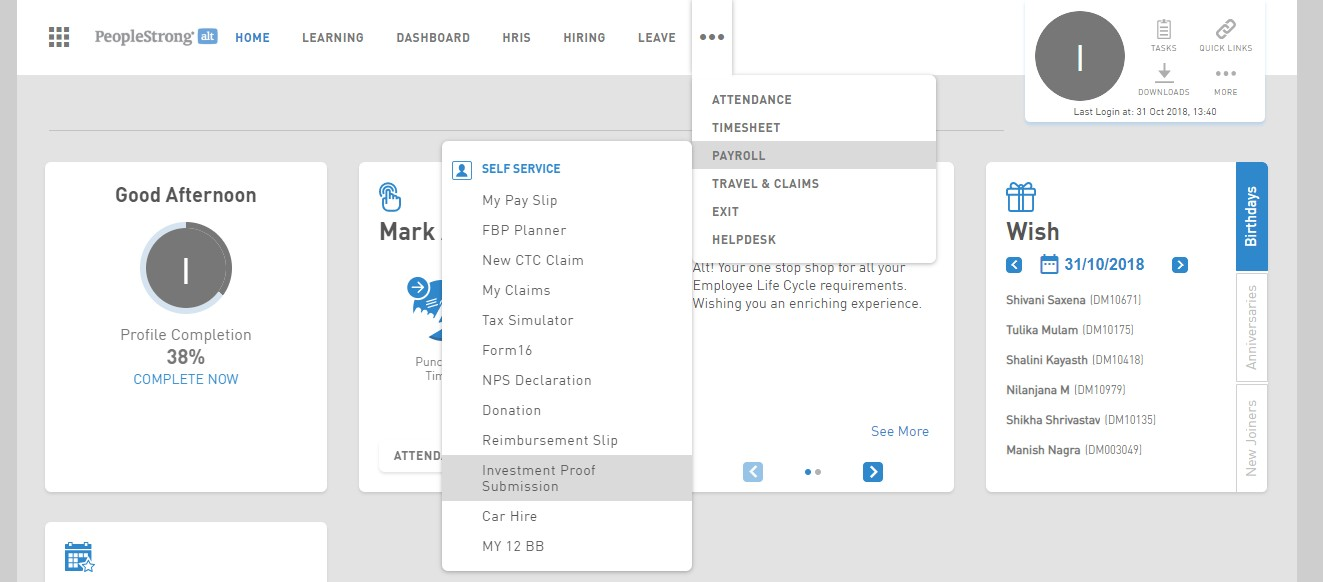 PeopleStrong alt
HOME
LEARNING
DASHBOARD
HRIS
HIRING
LEAVE
I
TASKS
QUICK LINKS
DOWNLOADS
MORE
Last Login at: 31 Oct 2018, 13:40
ATTENDANCE
TIMESHEET
PAYROLL
TRAVEL & CLAIMS
EXIT
HELPDESK
SELF SERVICE
My Pay Slip
FBP Planner
New CTC Claim
My Claims
Tax Simulator
Form16
NPS Declaration
Donation
Reimbursement Slip
Investment Proof
Submission
Car Hire
MY 12 BB
Good Afternoon
I
Profile Completion
38%
COMPLETE NOW
Mark
Alt! Your one stop shop for all your
Employee Life Cycle requirements.
Wishing you an enriching experience.
See More
Wish
31/10/2018
Shivani Saxena (DM10671)
Tulika Mulam (DM10175)
Shalini Kayasth (DM10418)
Nilanjana M (DM10979)
Shikha Shrivastav (DM10135)
Manish Nagra (DM003049)
Birthdays
Anniversaries
New Joiners